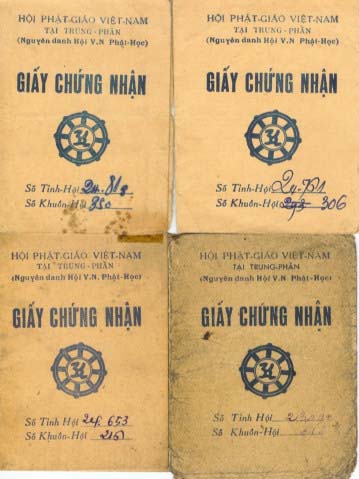 HỘI PHẬT-GIÁO VIỆT-NAM
TẠI TRUNG-PHẦN
(Nguyên danh Hội V.N Phật-Học)
GIẤY CHỨNG NHẬN
Số Tỉnh-Hội 24.819
Số Khuôn-Hội 350
HỘI PHẬT-GIÁO VIỆT-NAM
TẠI TRUNG-PHẦN
(Nguyên danh Hội V.N Phật-Học)
GIẤY CHỨNG NHẬN
Số Tỉnh-Hội
Số Khuôn-Hội 306
HỘI PHẬT-GIÁO VIỆT-NAM
TẠI TRUNG-PHẦN
(Nguyên danh Hội V.N Phật-Học)
GIẤY CHỨNG NHẬN
Số Tỉnh Hội 24.653
Số Khuôn-Hội
HỘI PHẬT-GIÁO VIỆT-NAM
TẠI TRUNG-PHẦN
(Nguyên danh Hội V.N Phật-Học)
GIẤY CHỨNG NHẬN
Số Tỉnh Hội
Số Khuôn-Hội